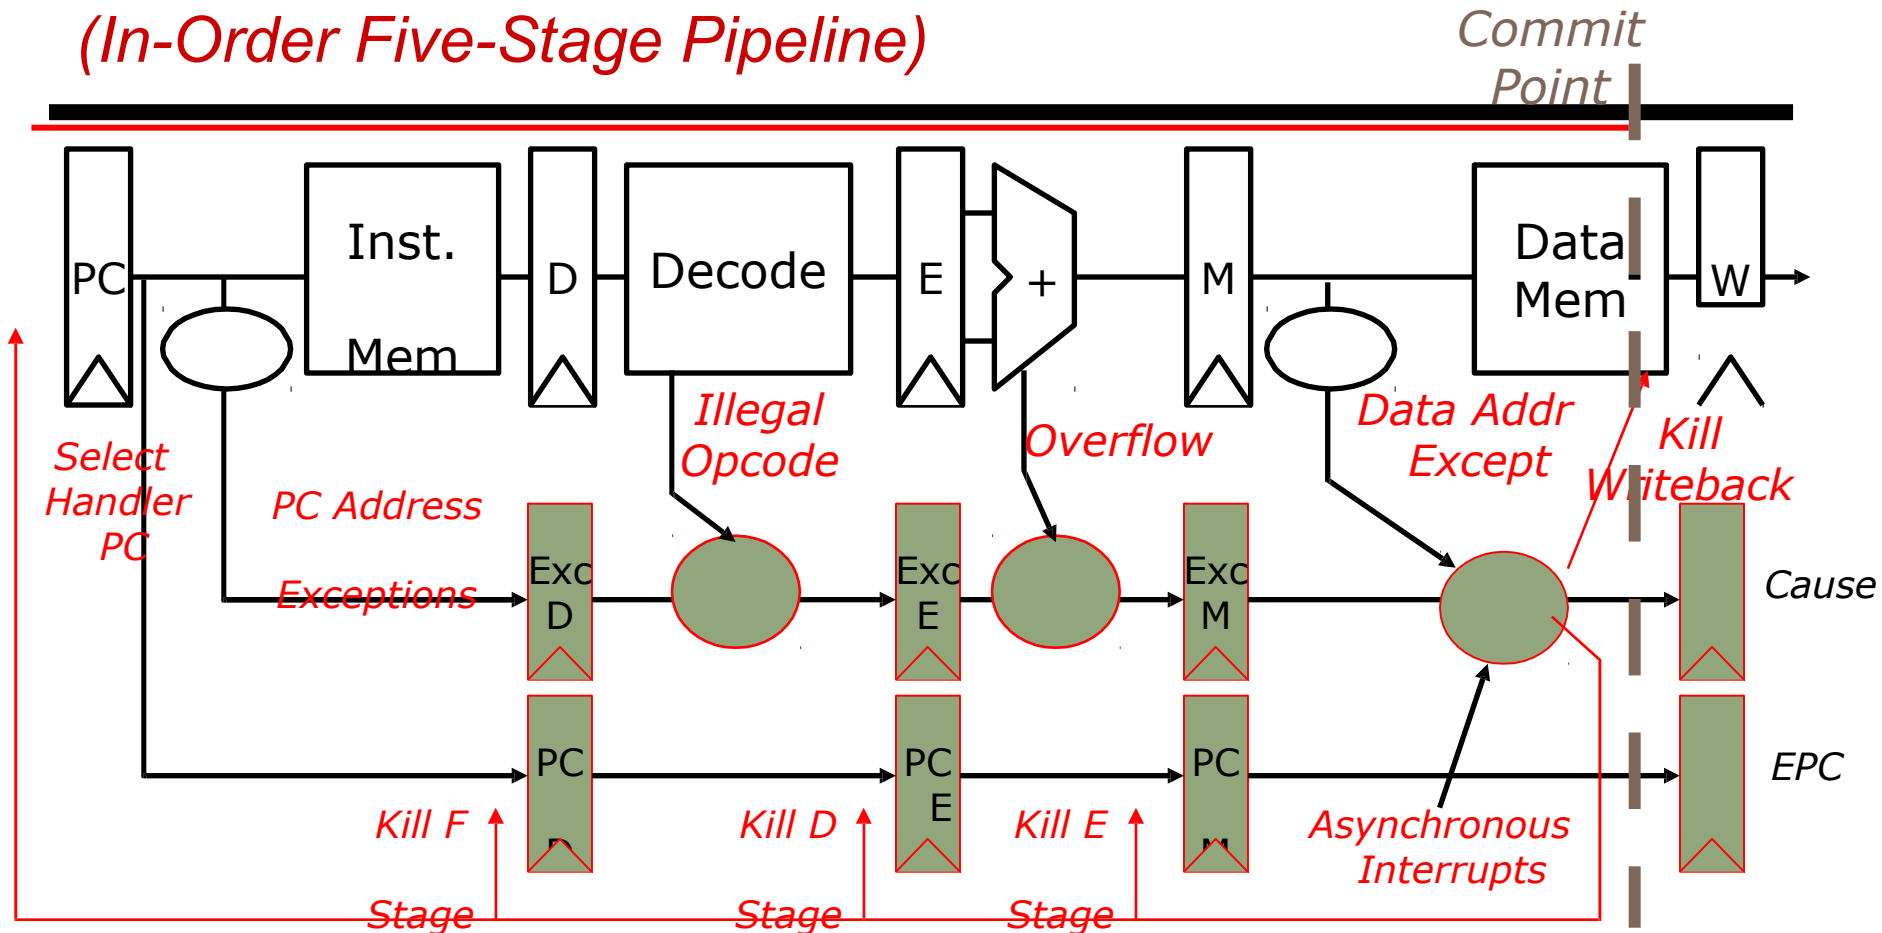 (In-Order Five-Stage Pipeline)
Commit
Point
PC
Inst.
Mem
D
Decode
E
+
M
Data
Mem
W
Select
Handler
PC
PC Address
Exceptions
Illegal
Opcode
Overflow
Data Addr
Except
Kill
Writeback
Exc
D
Exc
E
Exc
M
Cause
PC
D
PC
E
PC
M
EPC
Kill F
Stage
Kill D
Stage
Kill E
Stage
Asynchronous
Interrupts